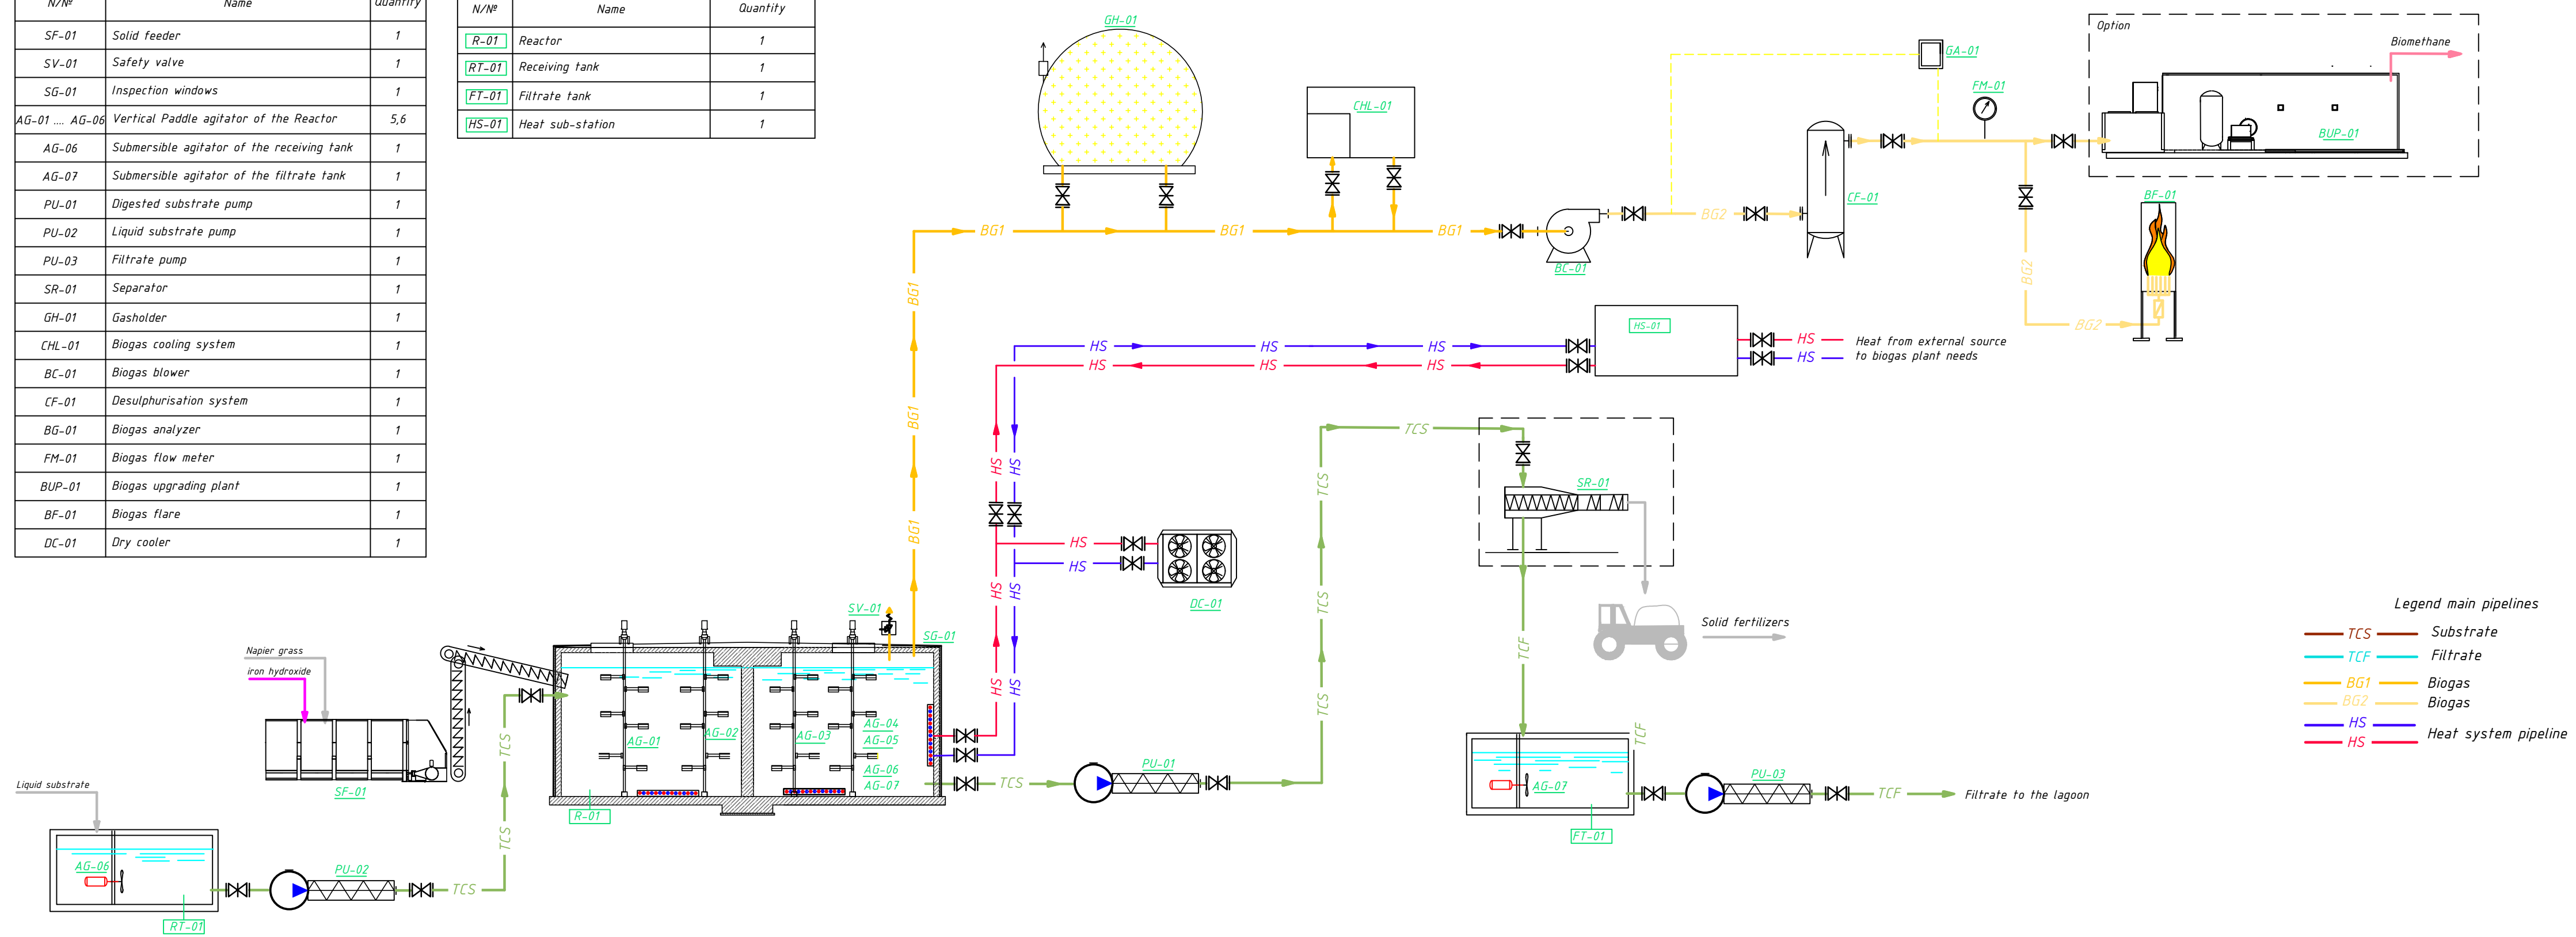 N/№ Name Quantity
SF-01 Solid feeder 1
SV-01 Safety valve 1
SG-01 Inspection windows 1
AG-01 .... AG-06 Vertical Paddle agitator of the Reactor 5,6
AG-06 Submersible agitator of the receiving tank 1
AG-07 Submersible agitator of the filtrate tank 1
PU-01 Digested substrate pump 1
PU-02 Liquid substrate pump 1
PU-03 Filtrate pump 1
SR-01 Separator 1
GH-01 Gasholder 1
CHL-01 Biogas cooling system 1
BC-01 Biogas blower 1
CF-01 Desulphurisation system 1
BG-01 Biogas analyzer 1
FM-01 Biogas flow meter 1
BUP-01 Biogas upgrading plant 1
BF-01 Biogas flare 1
DC-01 Dry cooler 1
N/№ Name Quantity
R-01 Reactor 1
RT-01 Receiving tank 1
FT-01 Filtrate tank 1
HS-01 Heat sub-station 1
GH-01
CHL-01
GA-01
FM-01
Option
Biomethane
BUP-01
CF-01
BF-01
BG1
BG1
BG1
BC-01
BG2
BG2
BG2
BG1
BG1
BG1
HS
HS
HS
HS
HS
HS
HS-01
HS
HS
Heat from external source
to biogas plant needs
HS
HS
HS
HS
HS
HS
HS
HS
DC-01
TCS
TCS
TCS
TCS
SR-01
TCF
Solid fertilizers
Legend main pipelines
TCS Substrate
TCF Filtrate
BG1 Biogas
BG2 Biogas
HS
HS
Heat system pipeline
SV-01
SG-01
Napier grass
iron hydroxide
SF-01
AG-01
AG-02
AG-03
AG-04
AG-05
AG-06
AG-07
R-01
TCS
PU-01
TCF
AG-07
FT-01
PU-03
TCF
Filtrate to the lagoon
Liquid substrate
AG-06
RT-01
PU-02
TCS
TCS
TCS